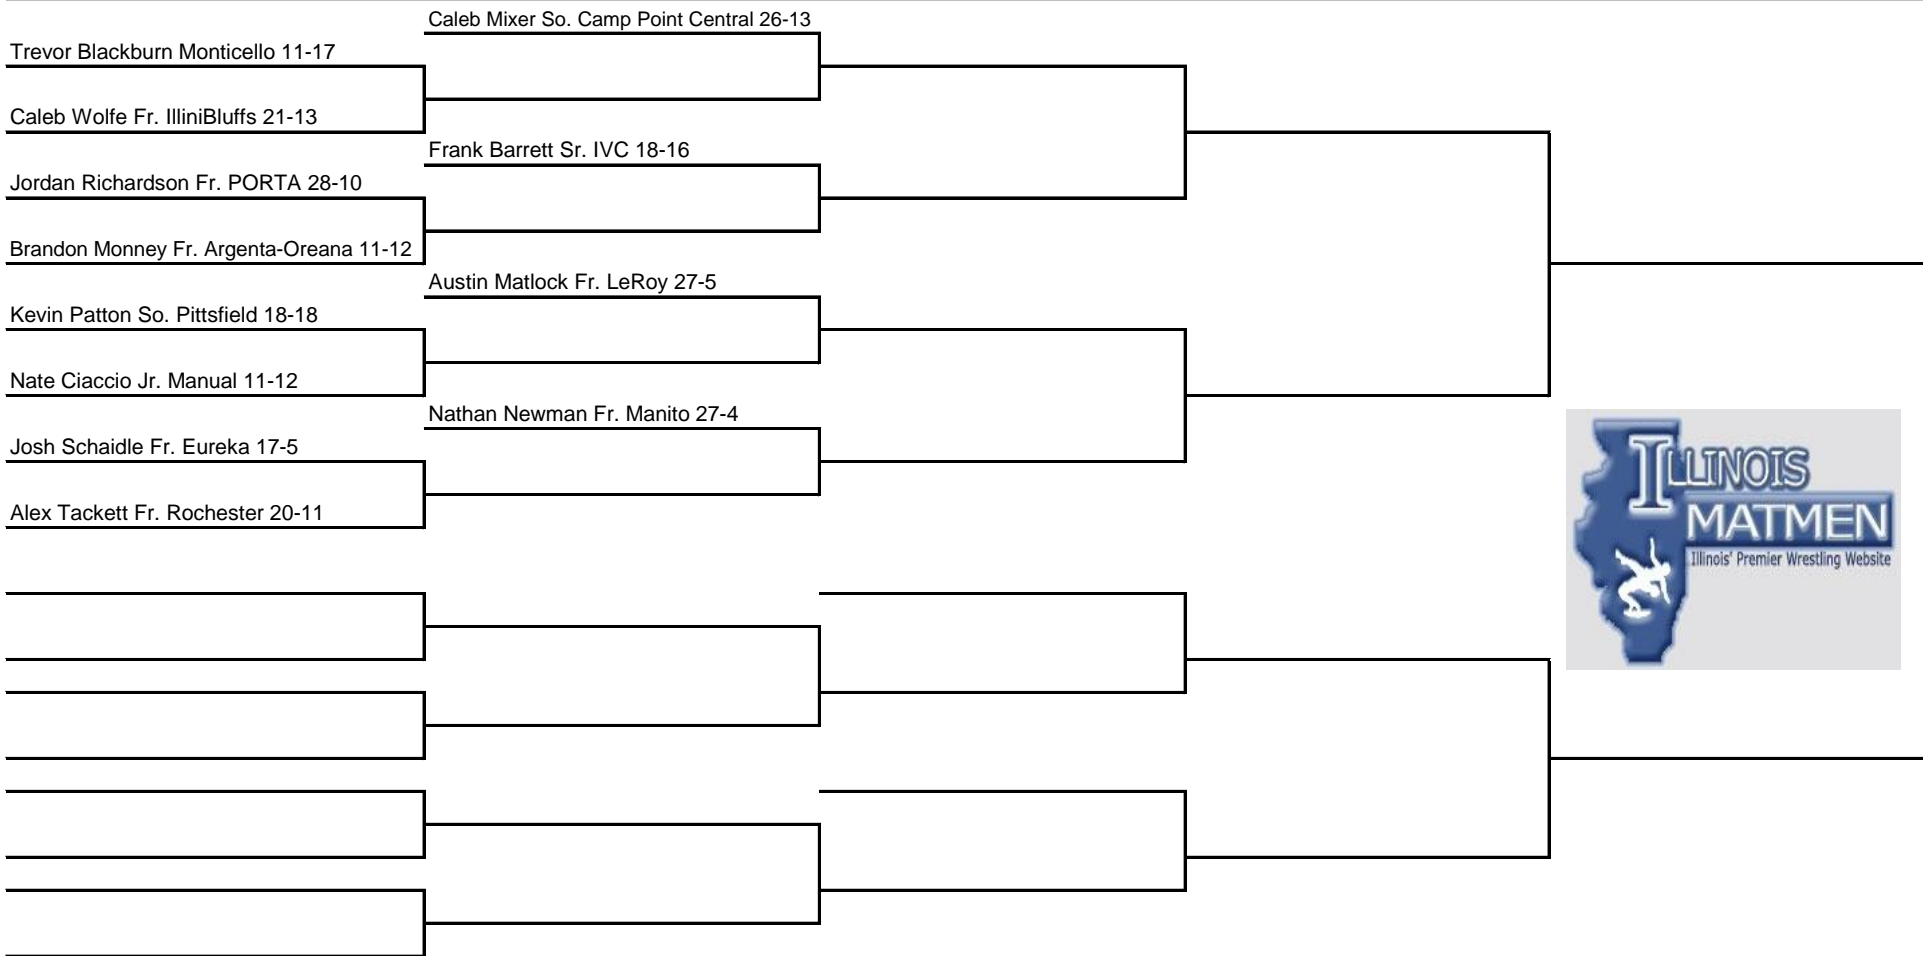 Caleb Mixer So. Camp Point Central 26-13
Trevor Blackburn Monticello 11-17
Caleb Wolfe Fr. IlliniBluffs 21-13
Frank Barrett Sr. IVC 18-16
Jordan Richardson Fr. PORTA 28-10
Brandon Monney Fr. Argenta-Oreana 11-12
Austin Matlock Fr. LeRoy 27-5
Kevin Patton So. Pittsfield 18-18
Nate Ciaccio Jr. Manual 11-12
Nathan Newman Fr. Manito 27-4
Josh Schaidle Fr. Eureka 17-5
Alex Tackett Fr. Rochester 20-11
ILLINOIS
MATMEN
Illinois' Premier Wrestling Website